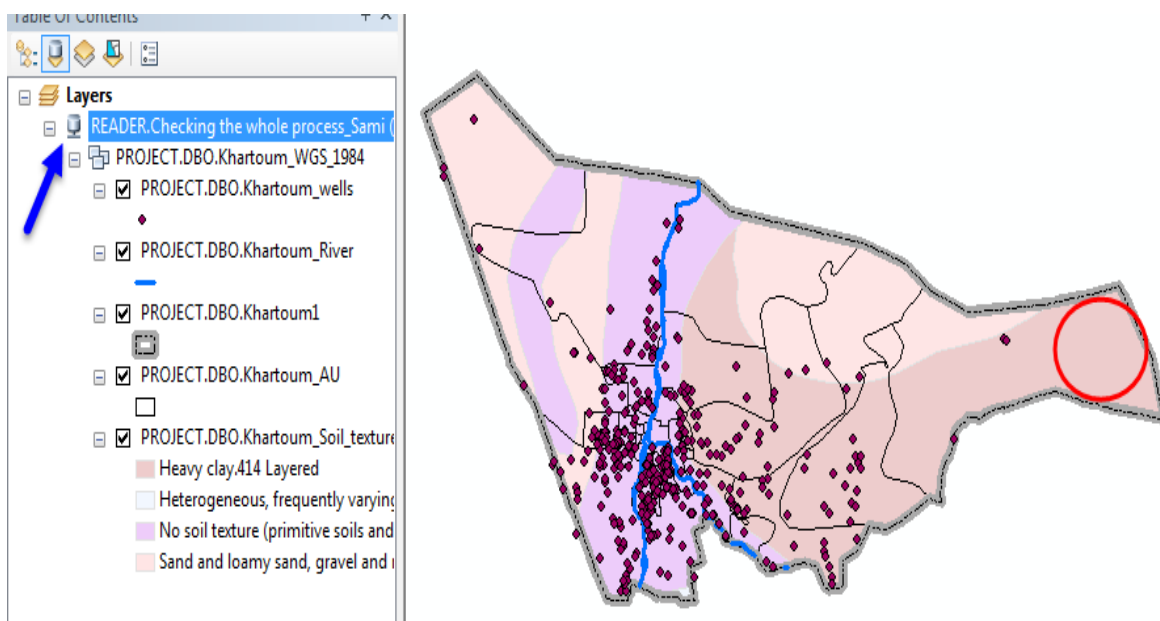 Table Of Contents
Layers
READER.Checking the whole process_Sami (
PROJECT.DBO.Khartoum_WGS_1984
PROJECT.DBO.Khartoum_wells
PROJECT.DBO.Khartoum_River
PROJECT.DBO.Khartoum1
PROJECT.DBO.Khartoum_AU
PROJECT.DBO.Khartoum_Soil_texture
Heavy clay.414 Layered
Heterogeneous, frequently varying
No soil texture (primitive soils and
Sand and loamy sand, gravel and